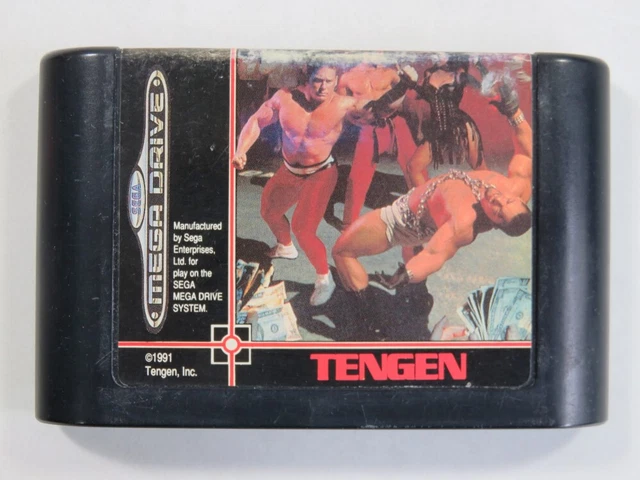 SEGA
MEGA DRIVE
Manufactured
by Sega
Enterprises,
Ltd. for
play on the
SEGA
MEGA DRIVE
SYSTEM.
©1991
Tengen, Inc.
TENGEN